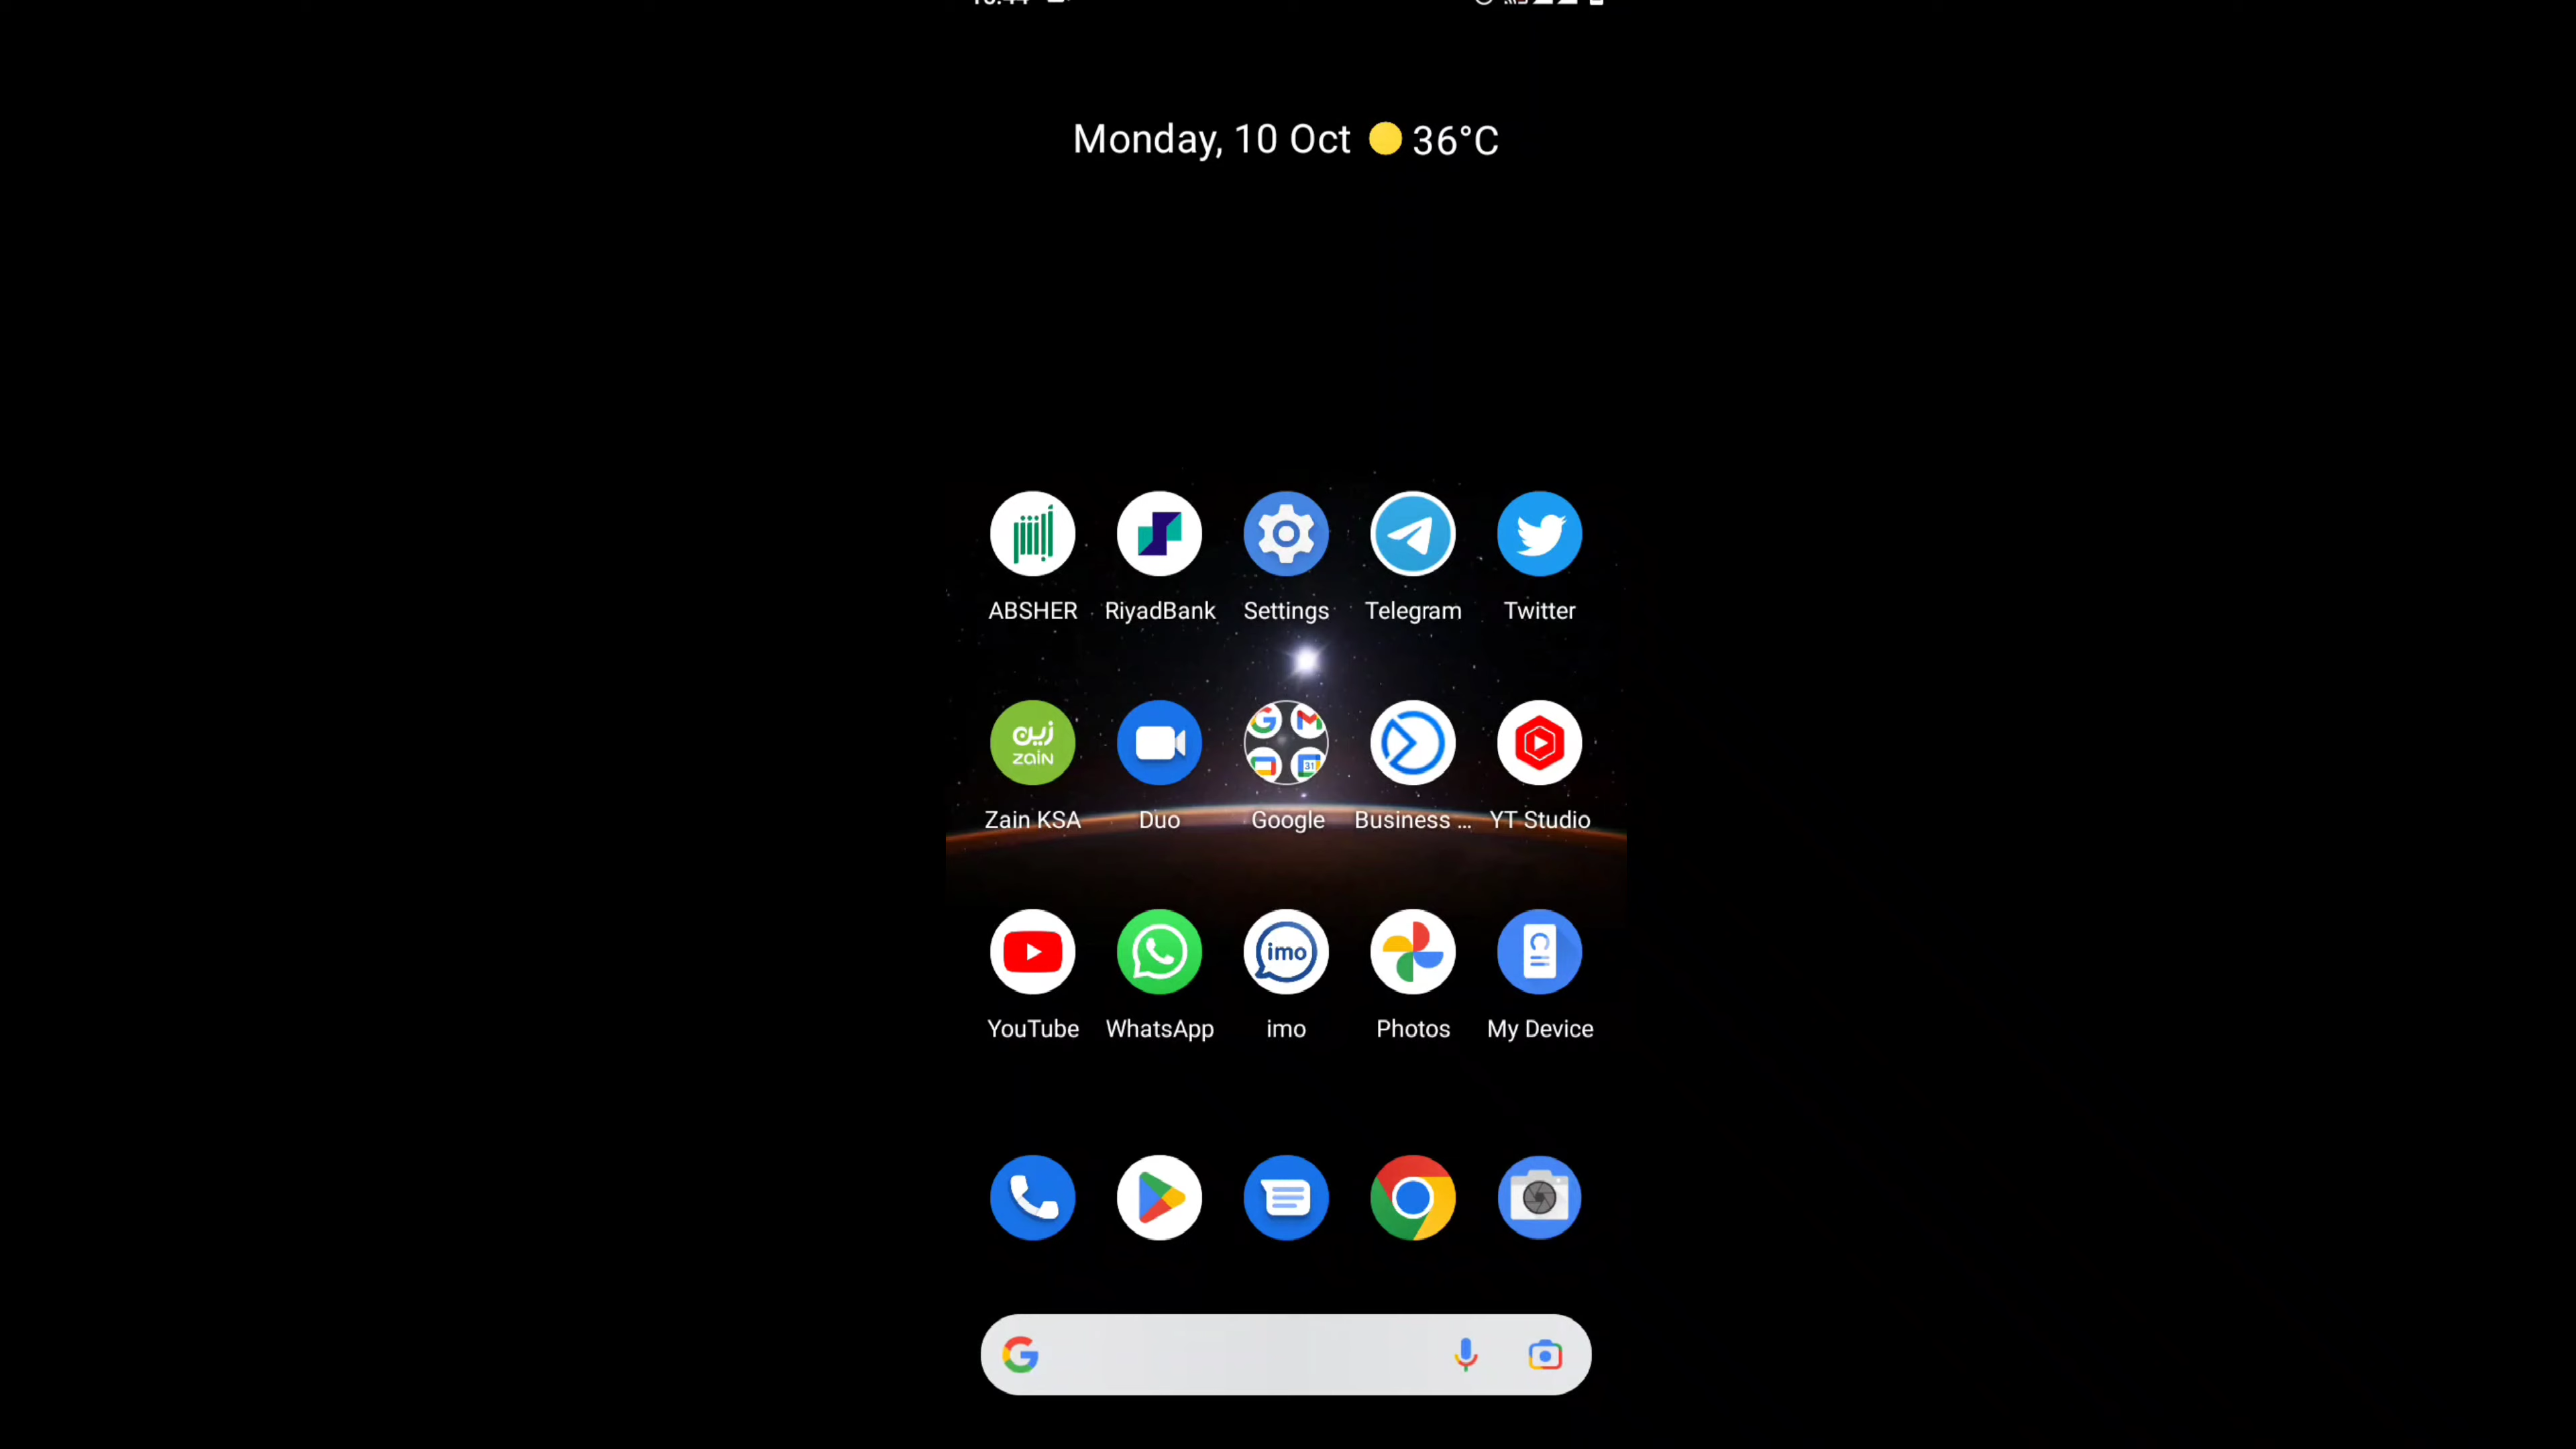 Monday, 10 Oct 36°C
ABSHER RiyadBank Settings Telegram Twitter
زين
zain
31
Zain KSA Duo Google Business ... YT Studio
imo
YouTube WhatsApp imo Photos My Device